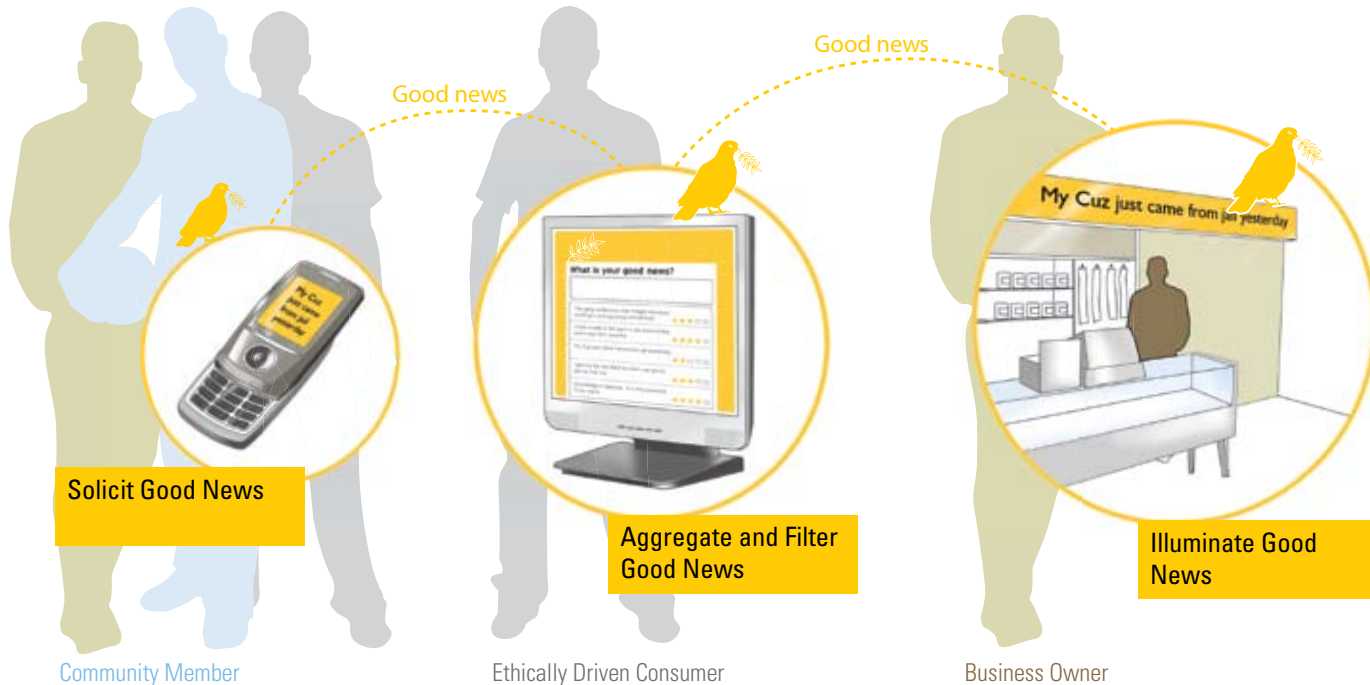 Good news
Good news
My Cuz just came from jail yesterday
My Cuz
just came
from jail
yesterday
What is your good news?
Solicit Good News
Aggregate and Filter
Good News
Illuminate Good
News
Community Member
Ethically Driven Consumer
Business Owner